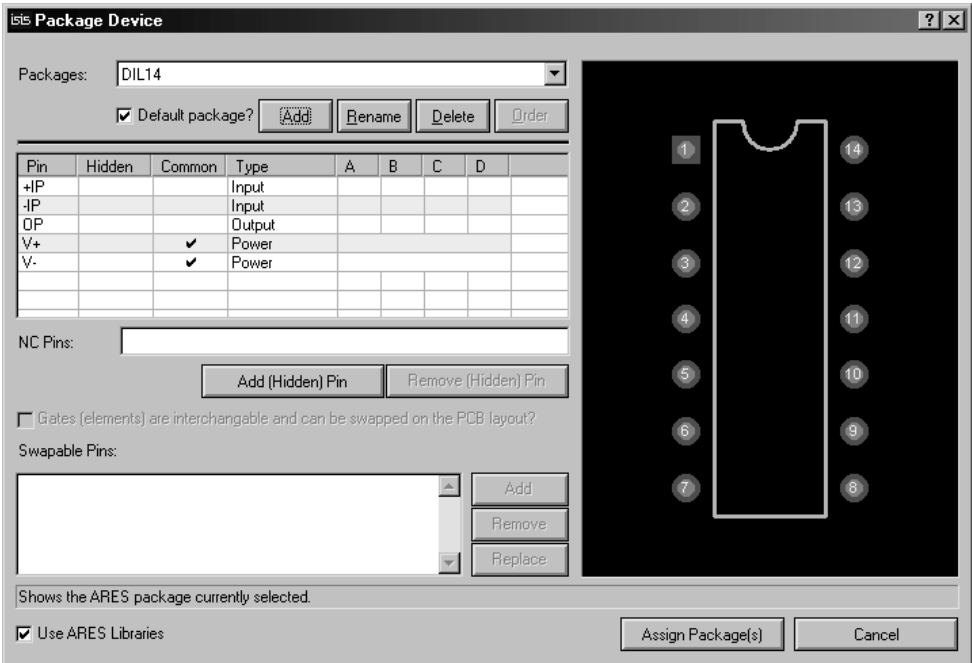 isis Package Device
Packages: DIL14
Default package? Add Rename Delete Order
Pin Hidden Common Type A B C D
+IP Input
-IP Input
OP Output
V+ ✔ Power
V- ✔ Power
NC Pins:
Add (Hidden) Pin Remove (Hidden) Pin
Gates (elements) are interchangable and can be swapped on the PCB layout?
Swapable Pins:
Add
Remove
Replace
1 14
2 13
3 12
4 11
5 10
6 9
7 8
Shows the ARES package currently selected.
Use ARES Libraries Assign Package(s) Cancel